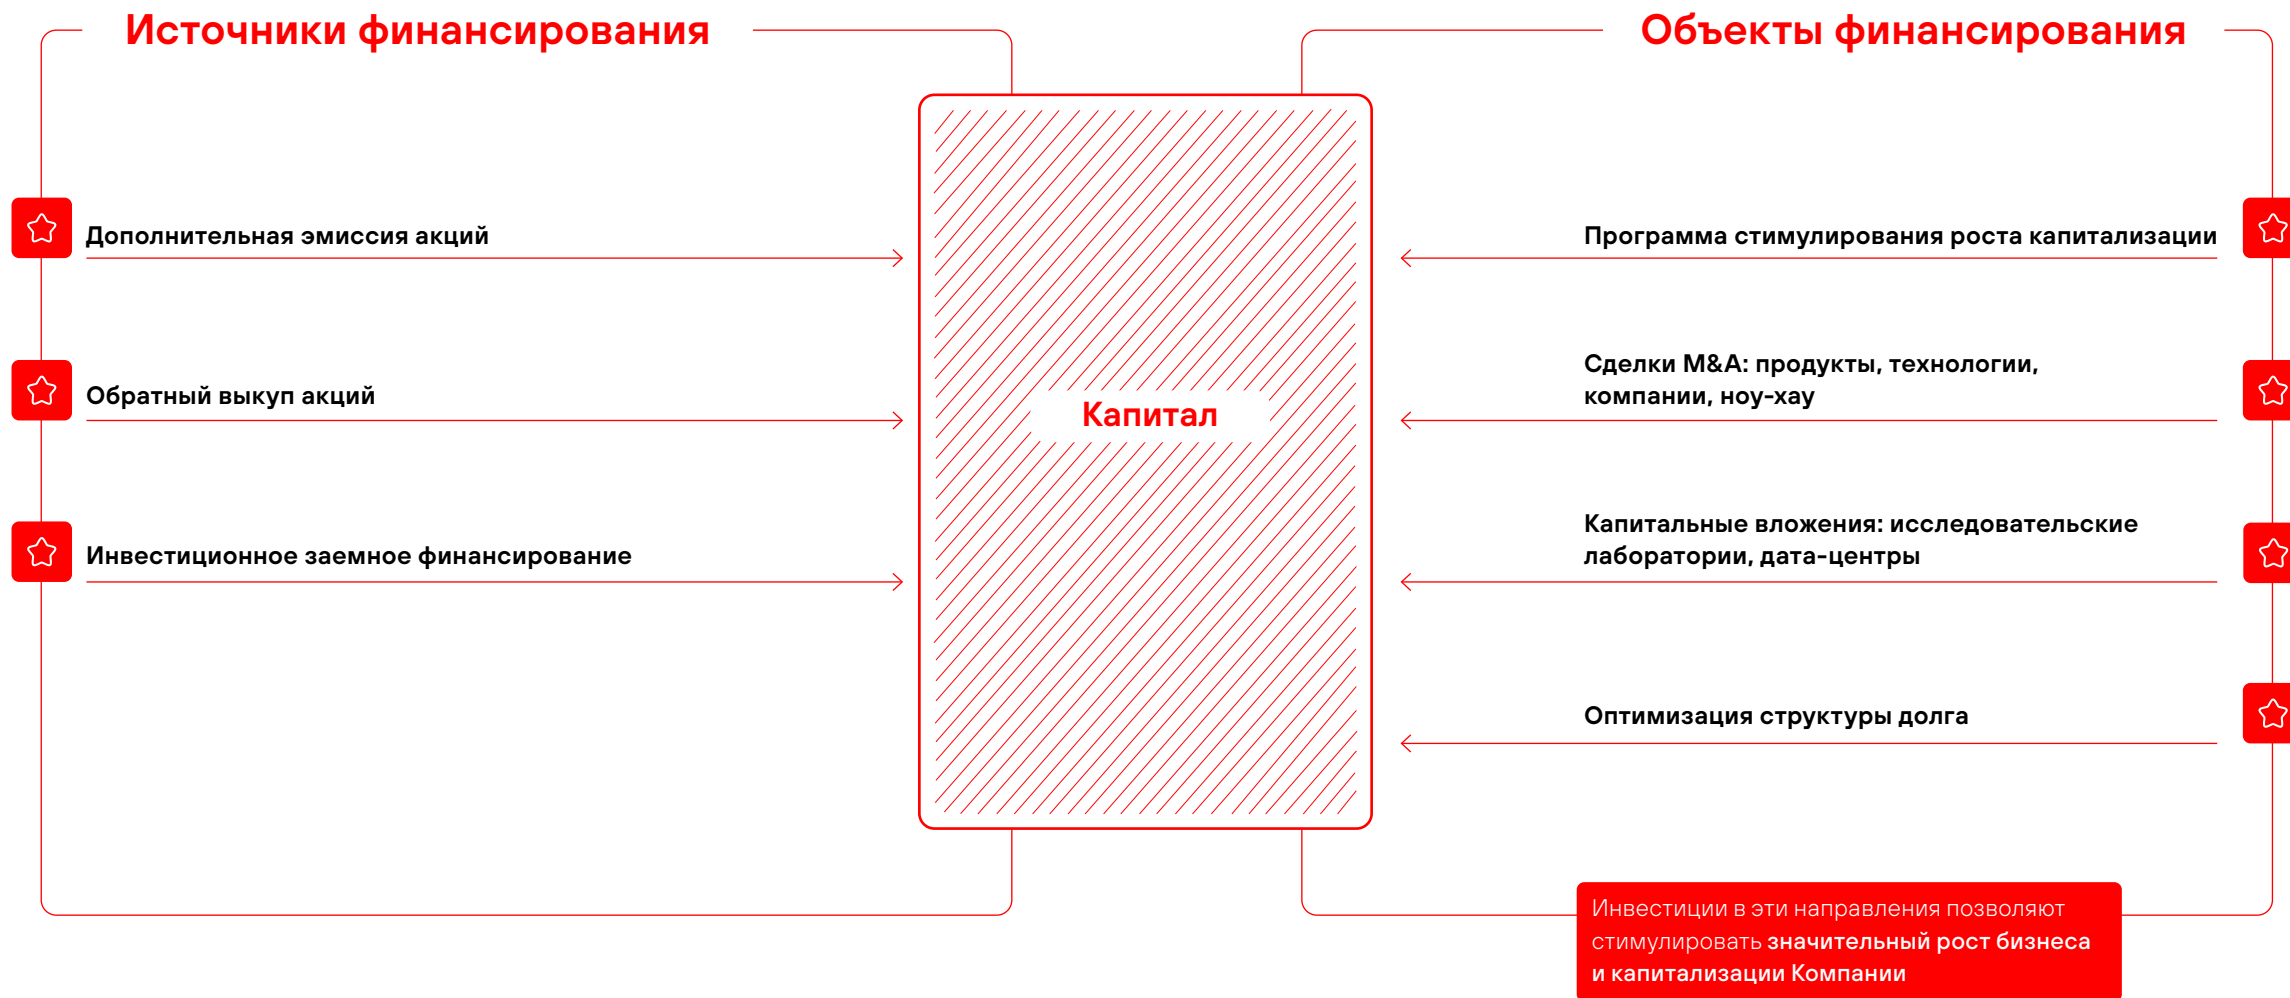 Источники финансирования
Дополнительная эмиссия акций
Обратный выкуп акций
Инвестиционное заемное финансирование
Капитал
Объекты финансирования
Программа стимулирования роста капитализации
Сделки M&A: продукты, технологии,
компании, ноу-хау
Капитальные вложения: исследовательские
лаборатории, дата-центры
Оптимизация структуры долга
Инвестиции в эти направления позволяют
стимулировать значительный рост бизнеса
и капитализации Компании